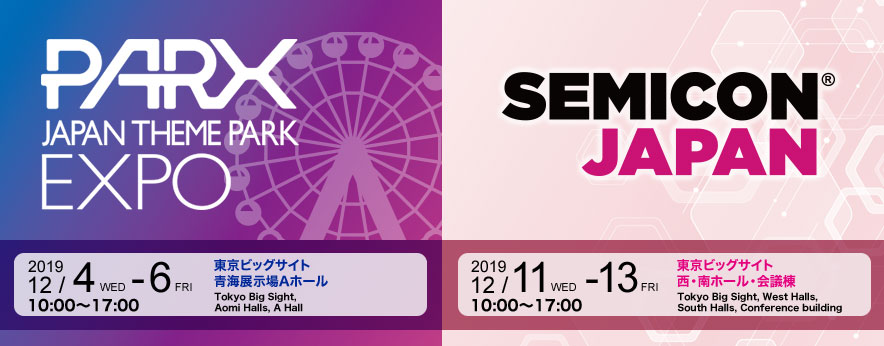 PARX
JAPAN THEME PARK
EXPO
2019
12/4 WED -6 FRI
10:00〜17:00
東京ビッグサイト
青海展示場Aホール
Tokyo Big Sight,
Aomi Halls, A Hall
SEMICON®
JAPAN
2019
12/11 WED -13 FRI
10:00〜17:00
東京ビッグサイト
西・南ホール・会議棟
Tokyo Big Sight, West Halls,
South Halls, Conference building